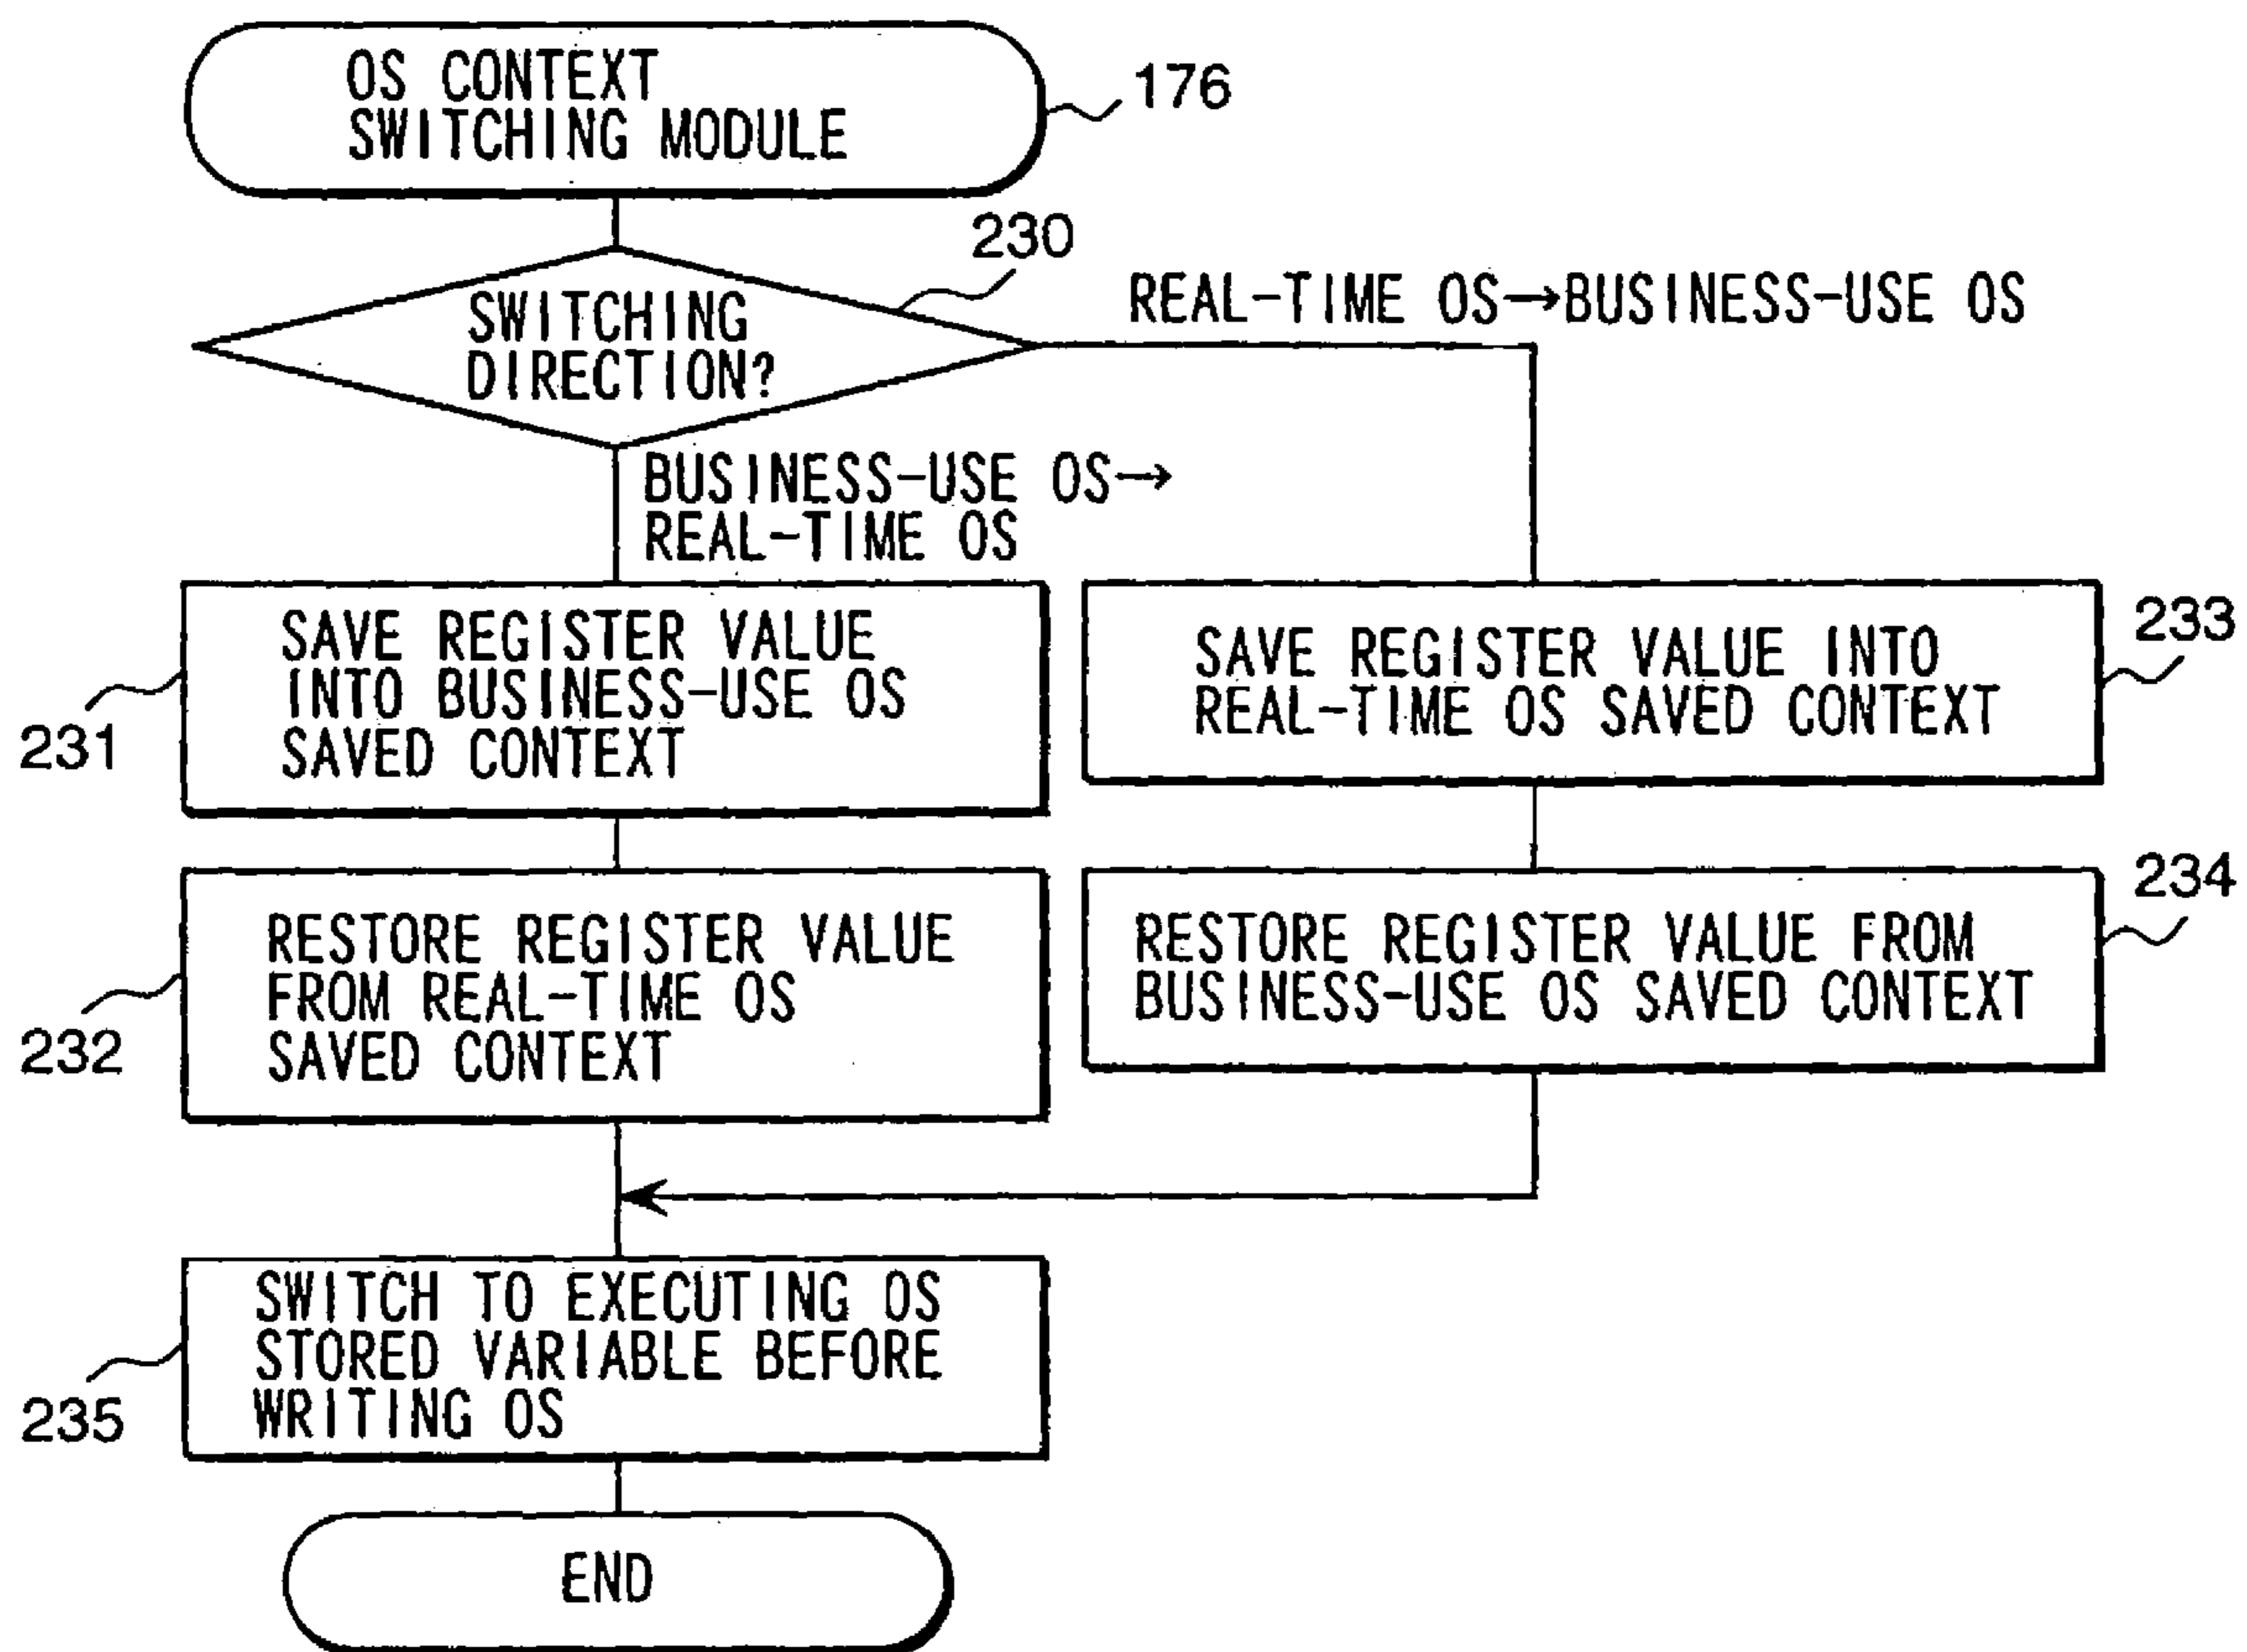 OS CONTEXT
SWITCHING MODULE
176
230
SWITCHING
DIRECTION?
REAL-TIME OS→BUSINESS-USE OS
BUSINESS-USE OS→
REAL-TIME OS
SAVE REGISTER VALUE
INTO BUSINESS-USE OS
SAVED CONTEXT
231
SAVE REGISTER VALUE INTO
REAL-TIME OS SAVED CONTEXT
233
RESTORE REGISTER VALUE
FROM REAL-TIME OS
SAVED CONTEXT
232
RESTORE REGISTER VALUE FROM
BUSINESS-USE OS SAVED CONTEXT
234
SWITCH TO EXECUTING OS
STORED VARIABLE BEFORE
WRITING OS
235
END